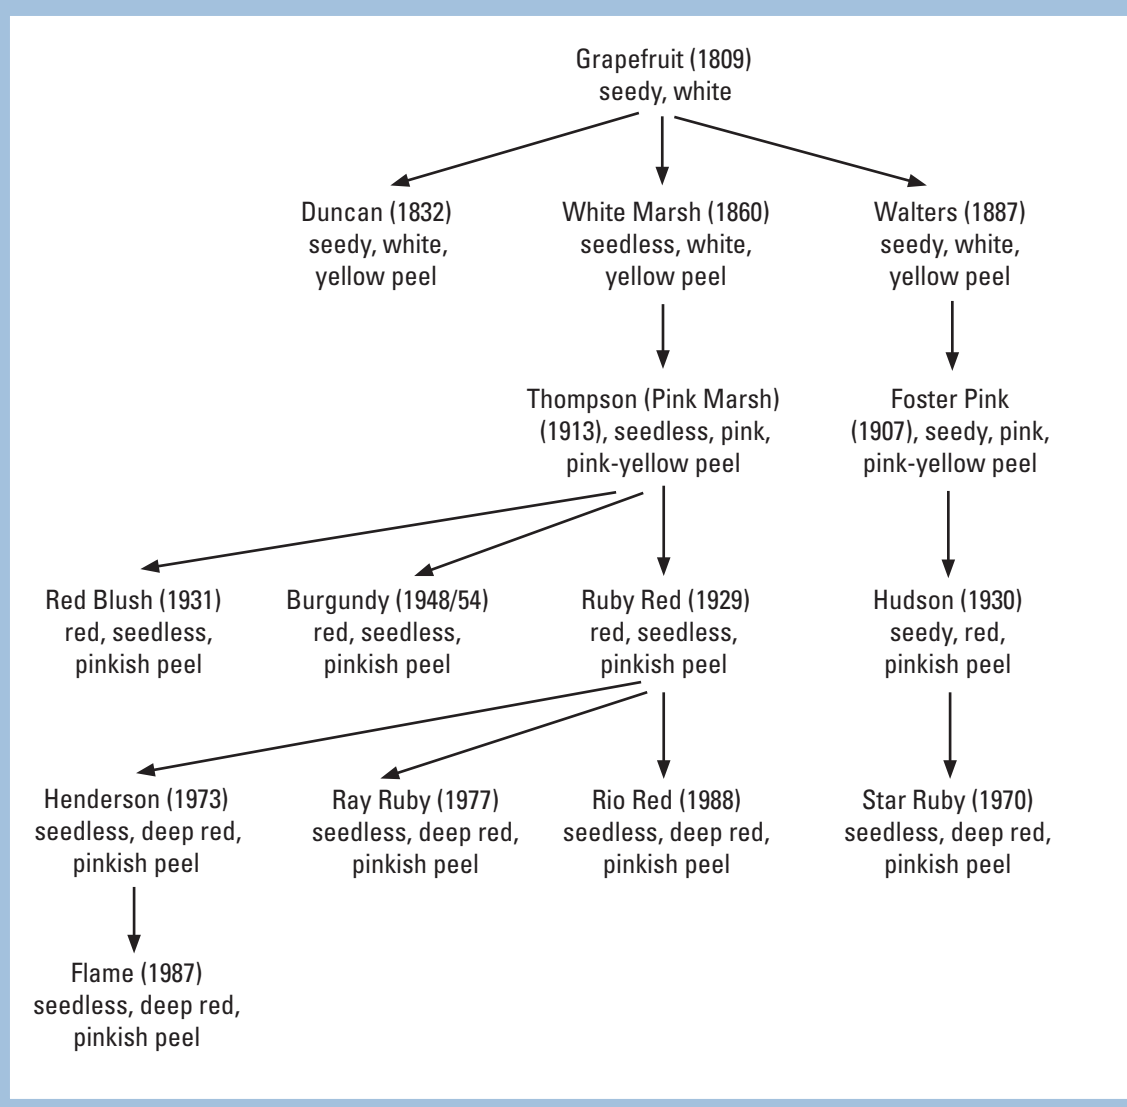 Grapefruit (1809)
seedy, white
Duncan (1832)
seedy, white,
yellow peel
White Marsh (1860)
seedless, white,
yellow peel
Walters (1887)
seedy, white,
yellow peel
Thompson (Pink Marsh)
(1913), seedless, pink,
pink-yellow peel
Foster Pink
(1907), seedy, pink,
pink-yellow peel
Red Blush (1931)
red, seedless,
pinkish peel
Burgundy (1948/54)
red, seedless,
pinkish peel
Ruby Red (1929)
red, seedless,
pinkish peel
Hudson (1930)
seedy, red,
pinkish peel
Henderson (1973)
seedless, deep red,
pinkish peel
Ray Ruby (1977)
seedless, deep red,
pinkish peel
Rio Red (1988)
seedless, deep red,
pinkish peel
Star Ruby (1970)
seedless, deep red,
pinkish peel
Flame (1987)
seedless, deep red,
pinkish peel